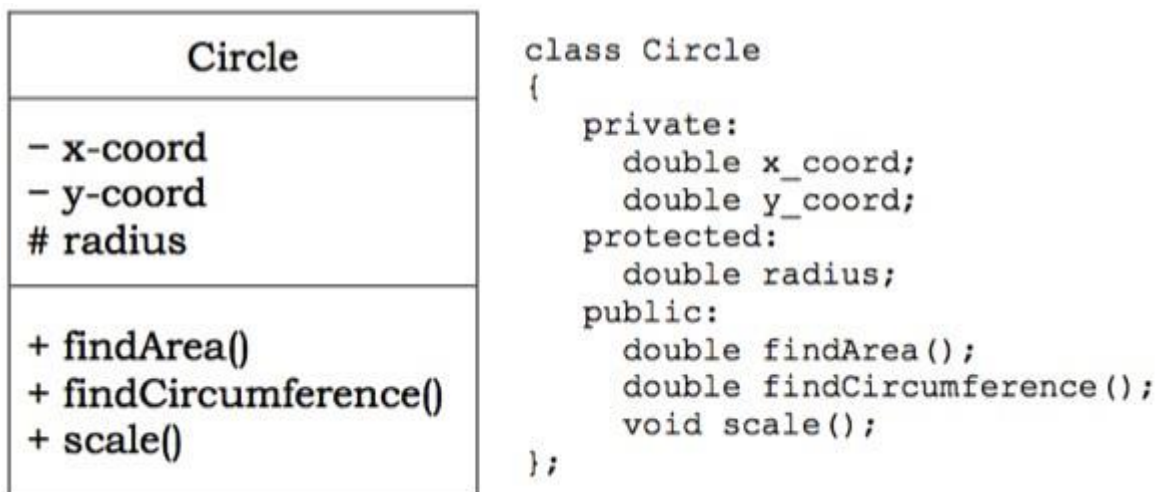 Circle
− x-coord
− y-coord
# radius
+ findArea()
+ findCircumference()
+ scale()
class Circle
{
private:
double x_coord;
double y_coord;
protected:
double radius;
public:
double findArea();
double findCircumference();
void scale();
};